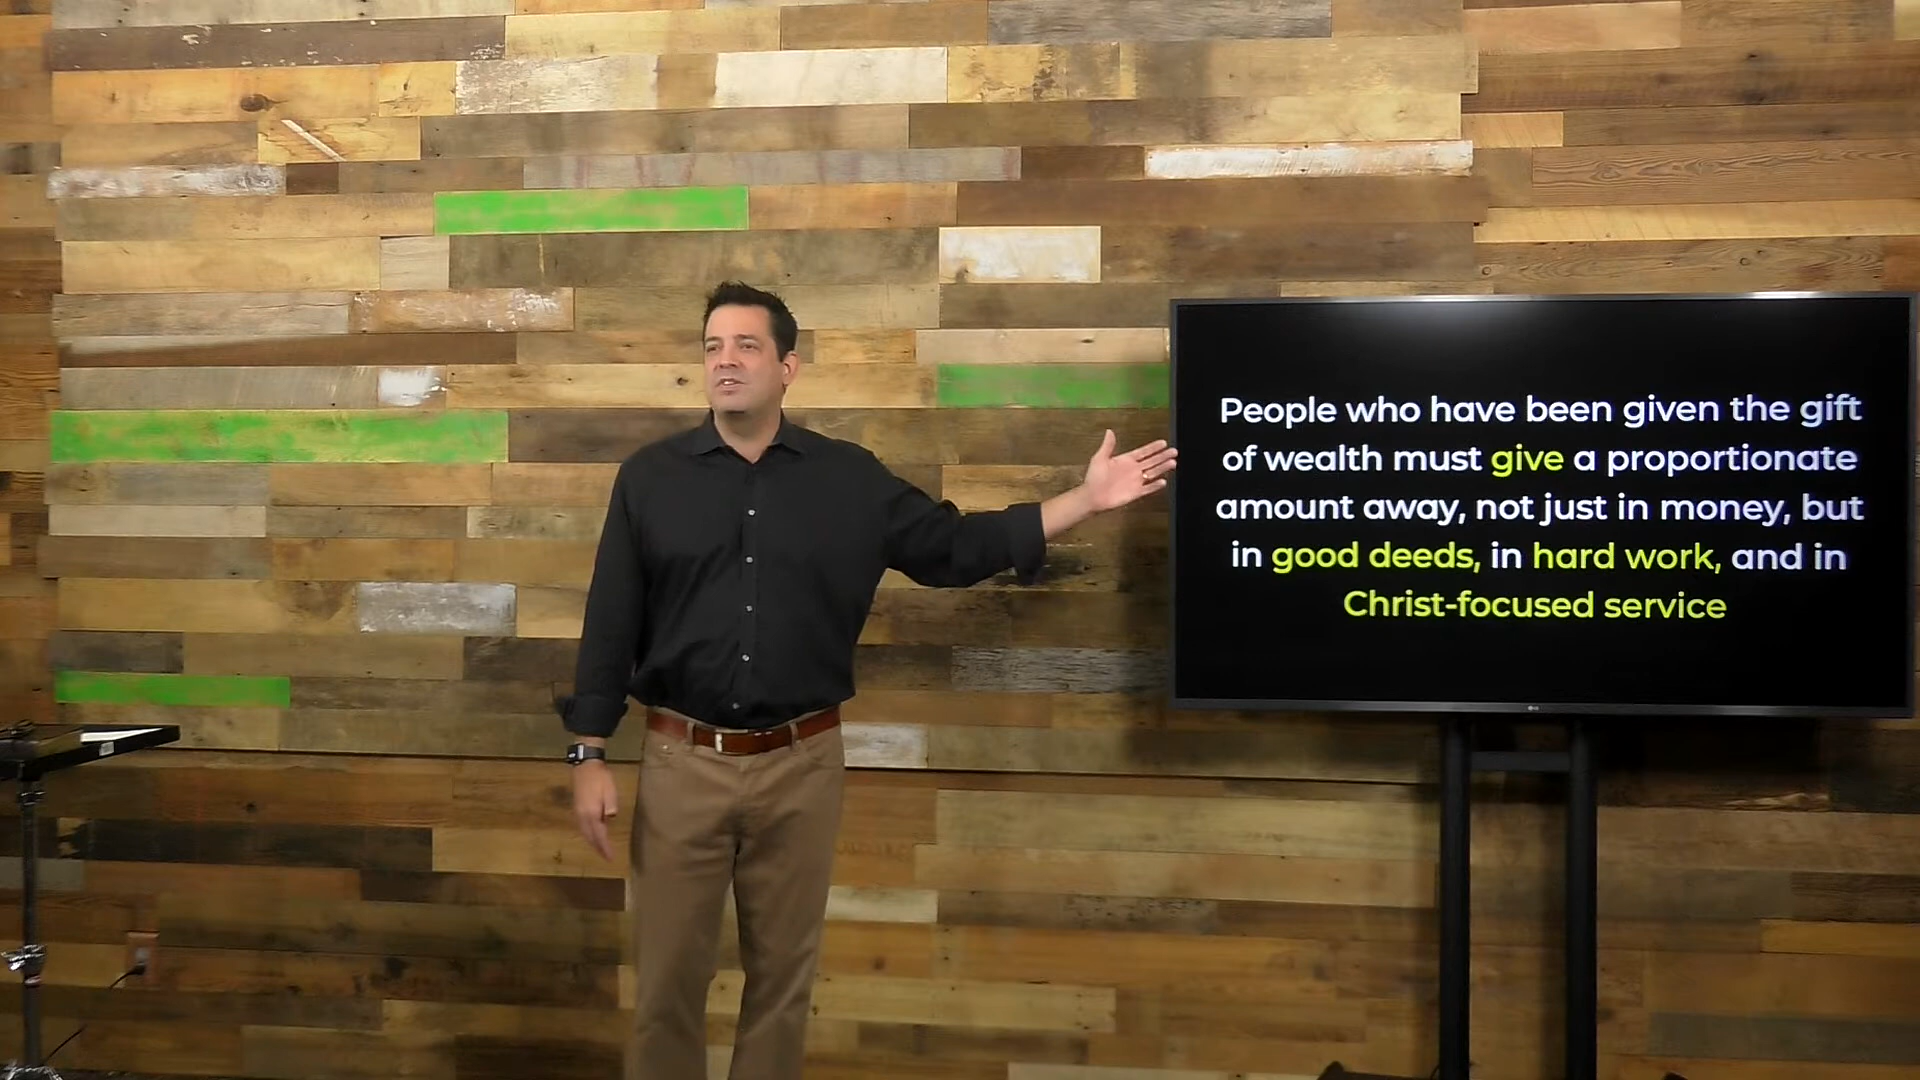 People who have been given the gift
of wealth must give a proportionate
amount away, not just in money, but
in good deeds, in hard work, and in
Christ-focused service